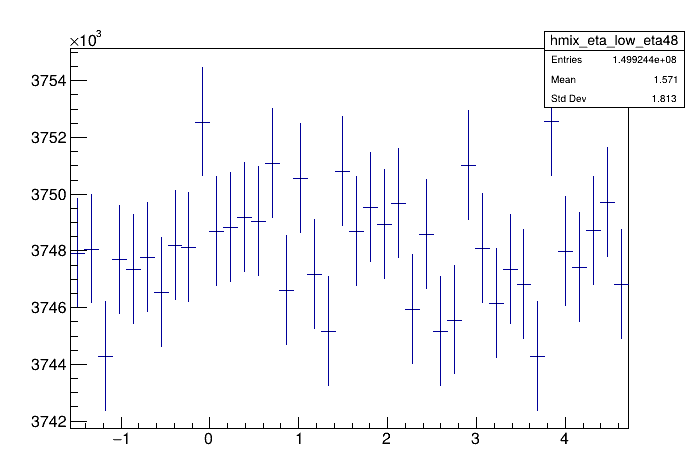 ×10³
hmix_eta_low_eta48
Entries 1.499244e+08
Mean 1.571
Std Dev 1.813
3754
3752
3750
3748
3746
3744
3742
−1 0 1 2 3 4